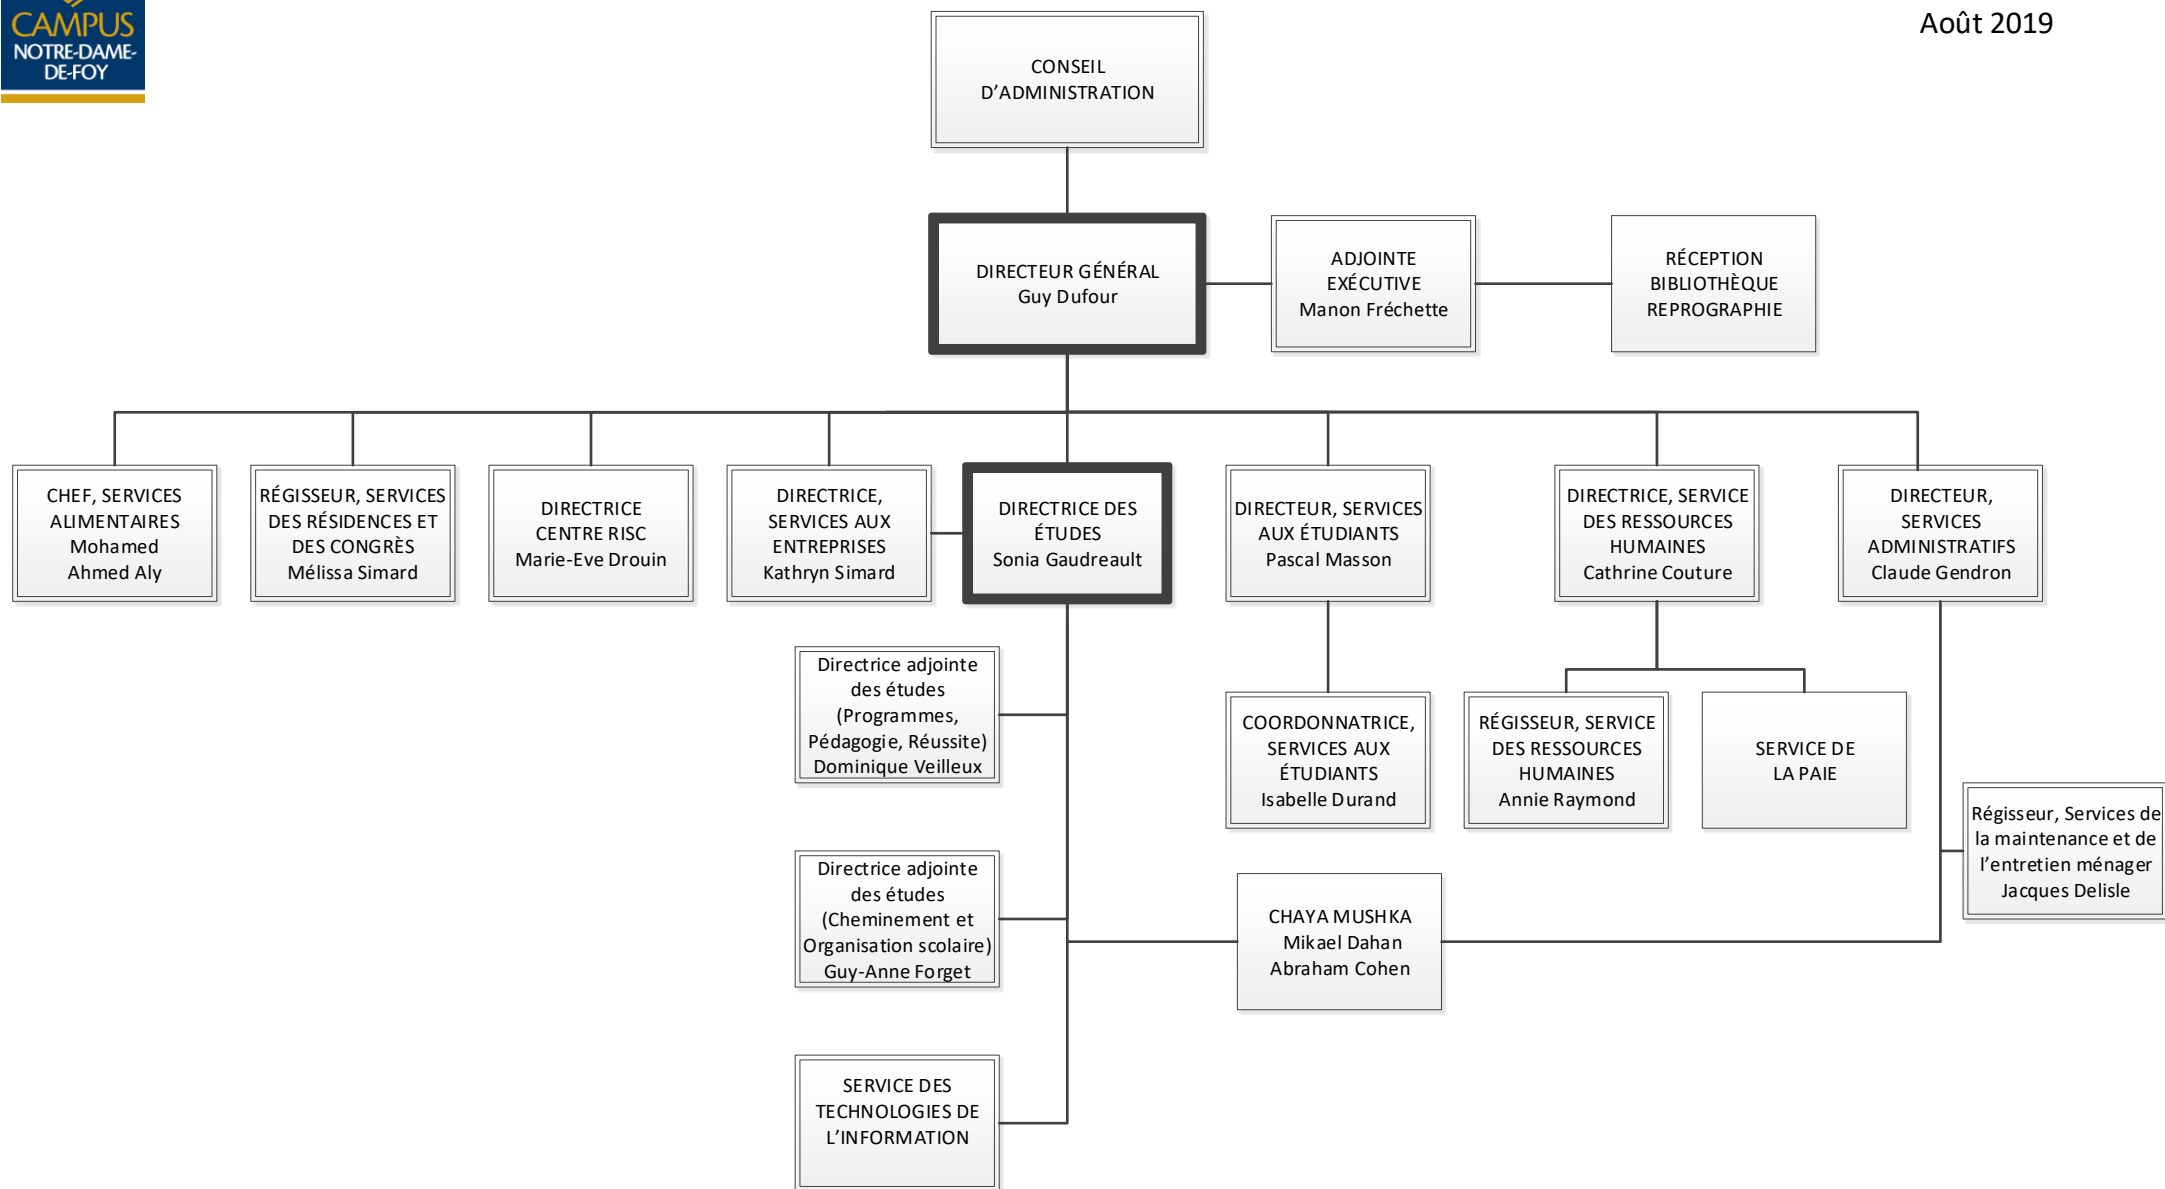 CAMPUS
NOTRE-DAME-
DE-FOY
Août 2019
CONSEIL
D'ADMINISTRATION
DIRECTEUR GÉNÉRAL
Guy Dufour
ADJOINTE
EXÉCUTIVE
Manon Fréchette
RÉCEPTION
BIBLIOTHÈQUE
REPROGRAPHIE
CHEF, SERVICES
ALIMENTAIRES
Mohamed
Ahmed Aly
RÉGISSEUR, SERVICES
DES RÉSIDENCES ET
DES CONGRÈS
Mélissa Simard
DIRECTRICE
CENTRE RISC
Marie-Eve Drouin
DIRECTRICE,
SERVICES AUX
ENTREPRISES
Kathryn Simard
DIRECTRICE DES
ÉTUDES
Sonia Gaudreault
DIRECTEUR, SERVICES
AUX ÉTUDIANTS
Pascal Masson
DIRECTRICE, SERVICE
DES RESSOURCES
HUMAINES
Cathrine Couture
DIRECTEUR,
SERVICES
ADMINISTRATIFS
Claude Gendron
Directrice adjointe
des études
(Programmes,
Pédagogie, Réussite)
Dominique Veilleux
COORDONNATRICE,
SERVICES AUX
ÉTUDIANTS
Isabelle Durand
RÉGISSEUR, SERVICE
DES RESSOURCES
HUMAINES
Annie Raymond
SERVICE DE
LA PAIE
Régisseur, Services de
la maintenance et de
l'entretien ménager
Jacques Delisle
Directrice adjointe
des études
(Cheminement et
Organisation scolaire)
Guy-Anne Forget
CHAYA MUSHKA
Mikael Dahan
Abraham Cohen
SERVICE DES
TECHNOLOGIES DE
L'INFORMATION